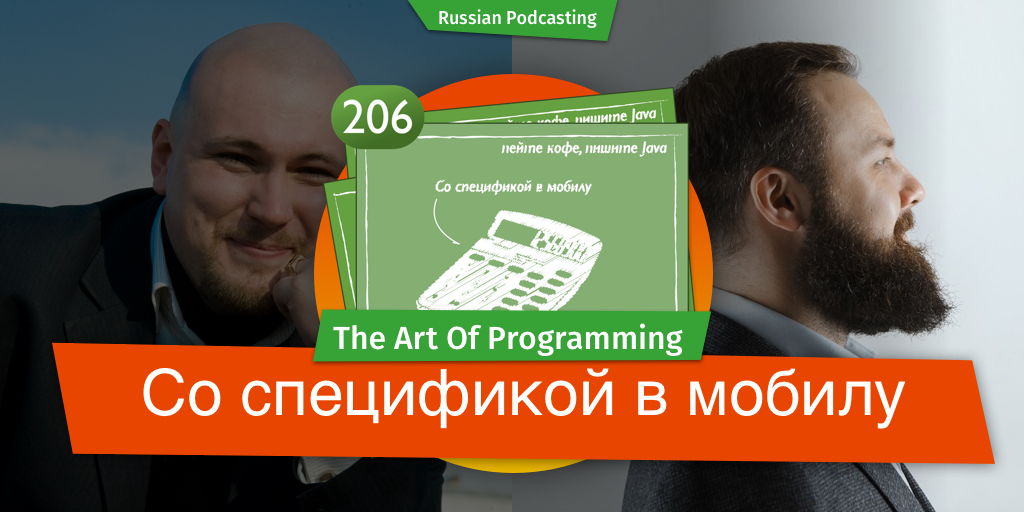 Russian Podcasting
206
кофе, пишите Java
пейте кофе, пишите Java
Со спецификой в мобилу
The Art Of Programming
Со спецификой в мобилу